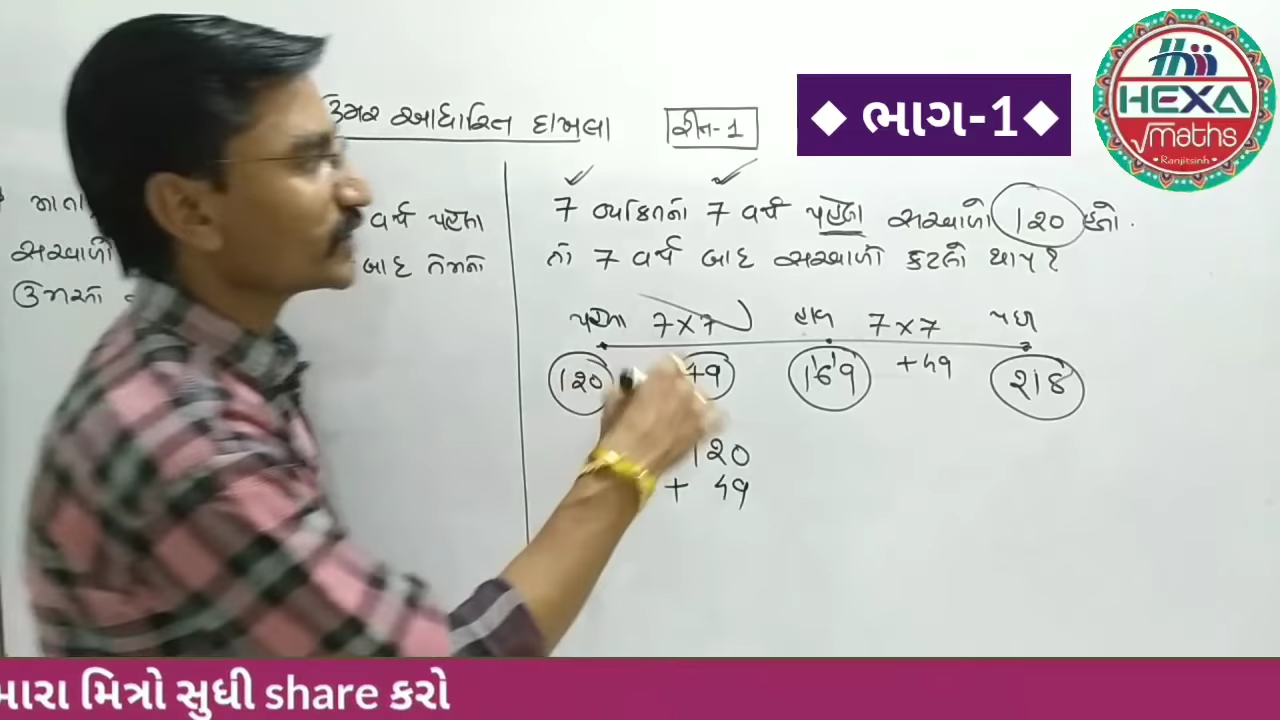 ઉંમર આધારિત દાખલા
રીત-1
◆ ભાગ-1◆
HEXA
√maths
• Ranjitsinh •
વર્ષ પહેલા
સરવાળો
બાદ તેમની
ઉંમરનો
7 વ્યક્તિનો 7 વર્ષ પહેલા સરવાળો 120 હતો.
તો 7 વર્ષ બાદ સરવાળો કેટલો થાય?
પહેલા 7×7 હાલ 7×7 પછી
120 +49 169 +49 218
120
+ 49
મારા મિત્રો સુધી share કરો